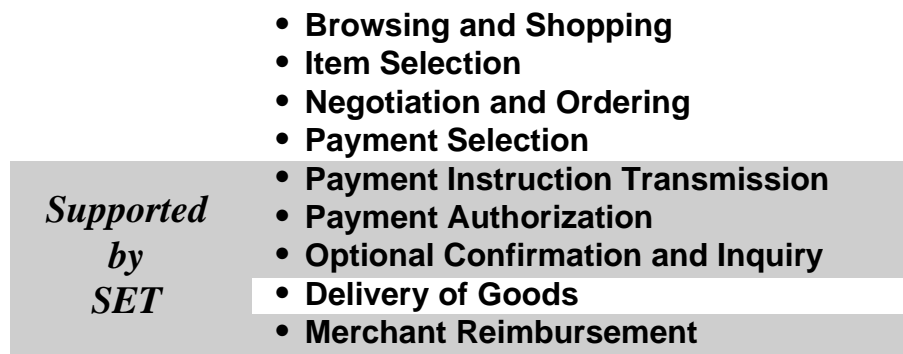 • Browsing and Shopping
• Item Selection
• Negotiation and Ordering
• Payment Selection
• Payment Instruction Transmission
• Payment Authorization
• Optional Confirmation and Inquiry
• Delivery of Goods
• Merchant Reimbursement
Supported
by
SET